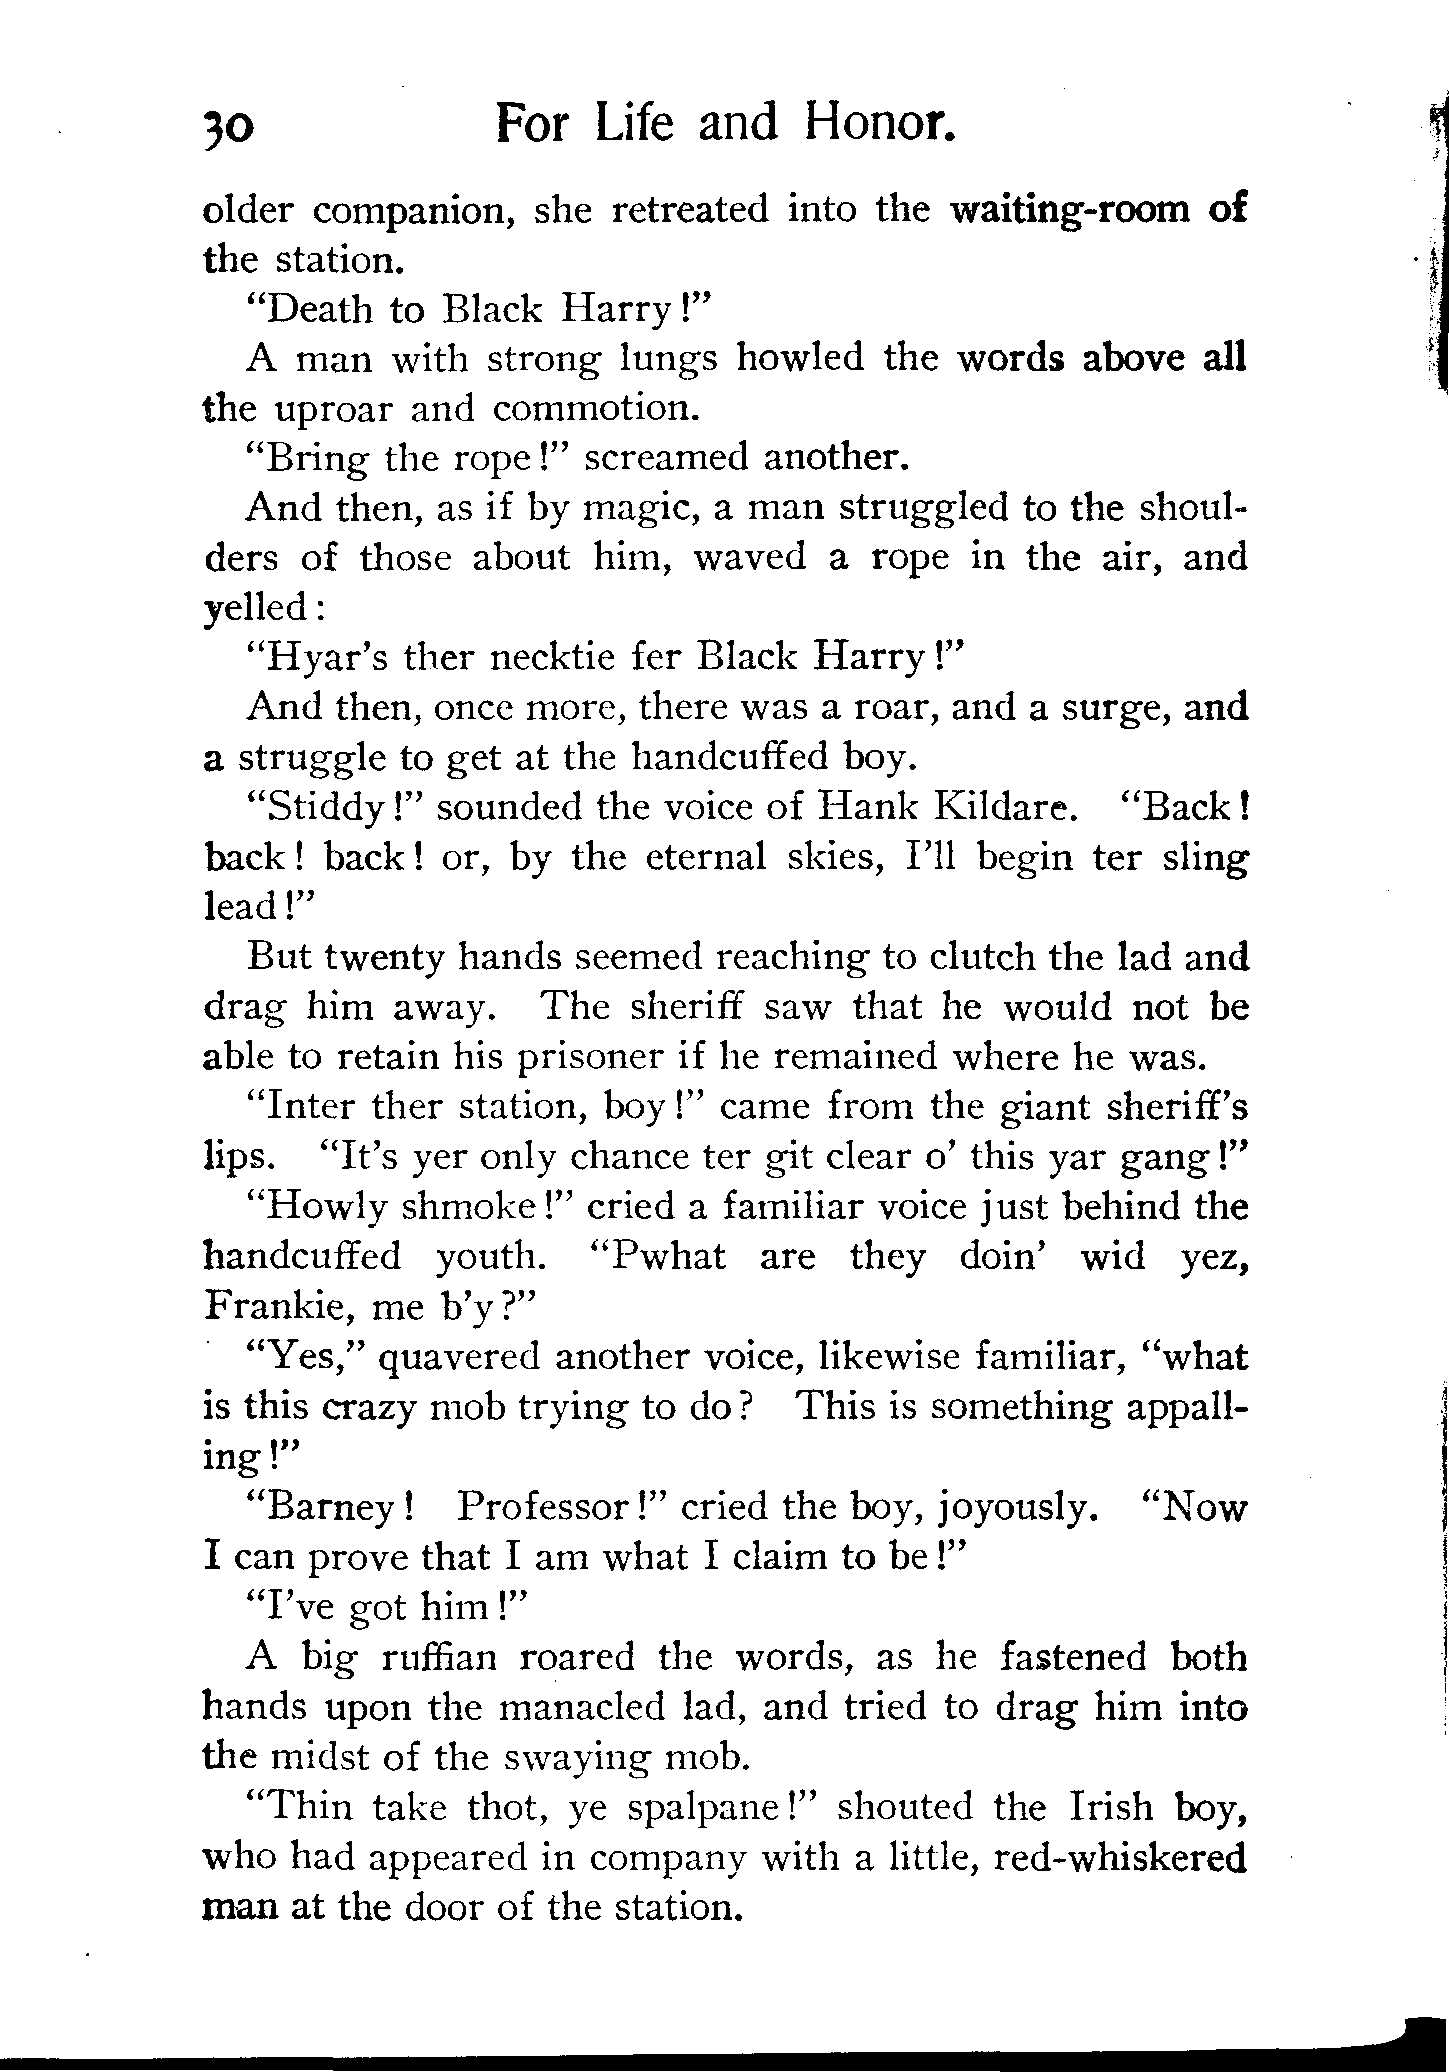 30 For Life and Honor.
older companion, she retreated into the waiting-room of
the station.
“Death to Black Harry!”
A man with strong lungs howled the words above all
the uproar and commotion.
“Bring the rope!” screamed another.
And then, as if by magic, a man struggled to the shoul-
ders of those about him, waved a rope in the air, and
yelled:
“Hyar’s ther necktie fer Black Harry!”
And then, once more, there was a roar, and a surge, and
a struggle to get at the handcuffed boy.
“Stiddy!” sounded the voice of Hank Kildare. “Back!
back! back! or, by the eternal skies, I’ll begin ter sling
lead!”
But twenty hands seemed reaching to clutch the lad and
drag him away. The sheriff saw that he would not be
able to retain his prisoner if he remained where he was.
“Inter ther station, boy!” came from the giant sheriff’s
lips. “It’s yer only chance ter git clear o’ this yar gang!”
“Howly shmoke!” cried a familiar voice just behind the
handcuffed youth. “Pwhat are they doin’ wid yez,
Frankie, me b’y?”
“Yes,” quavered another voice, likewise familiar, “what
is this crazy mob trying to do? This is something appall-
ing!”
“Barney! Professor!” cried the boy, joyously. “Now
I can prove that I am what I claim to be!”
“I’ve got him!”
A big ruffian roared the words, as he fastened both
hands upon the manacled lad, and tried to drag him into
the midst of the swaying mob.
“Thin take thot, ye spalpane!” shouted the Irish boy,
who had appeared in company with a little, red-whiskered
man at the door of the station.